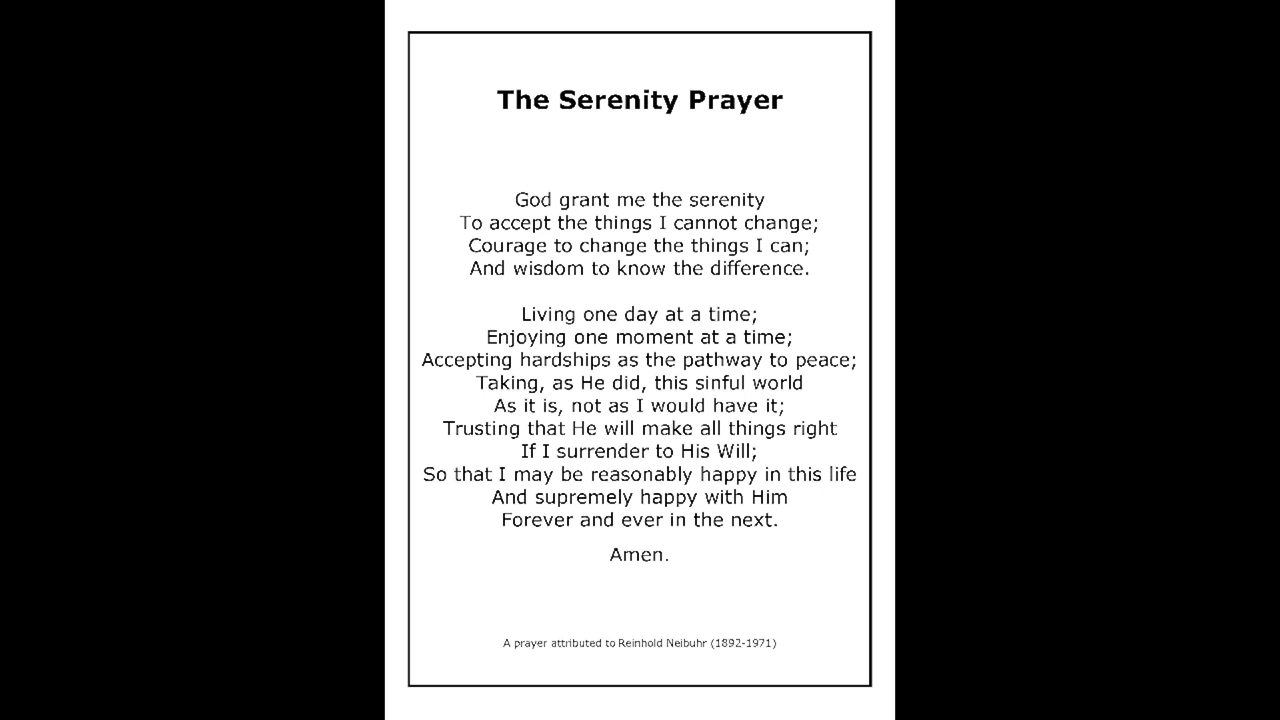 The Serenity Prayer
God grant me the serenity
To accept the things I cannot change;
Courage to change the things I can;
And wisdom to know the difference.
Living one day at a time;
Enjoying one moment at a time;
Accepting hardships as the pathway to peace;
Taking, as He did, this sinful world
As it is, not as I would have it;
Trusting that He will make all things right
If I surrender to His Will;
So that I may be reasonably happy in this life
And supremely happy with Him
Forever and ever in the next.
Amen.
A prayer attributed to Reinhold Neibuhr (1892-1971)